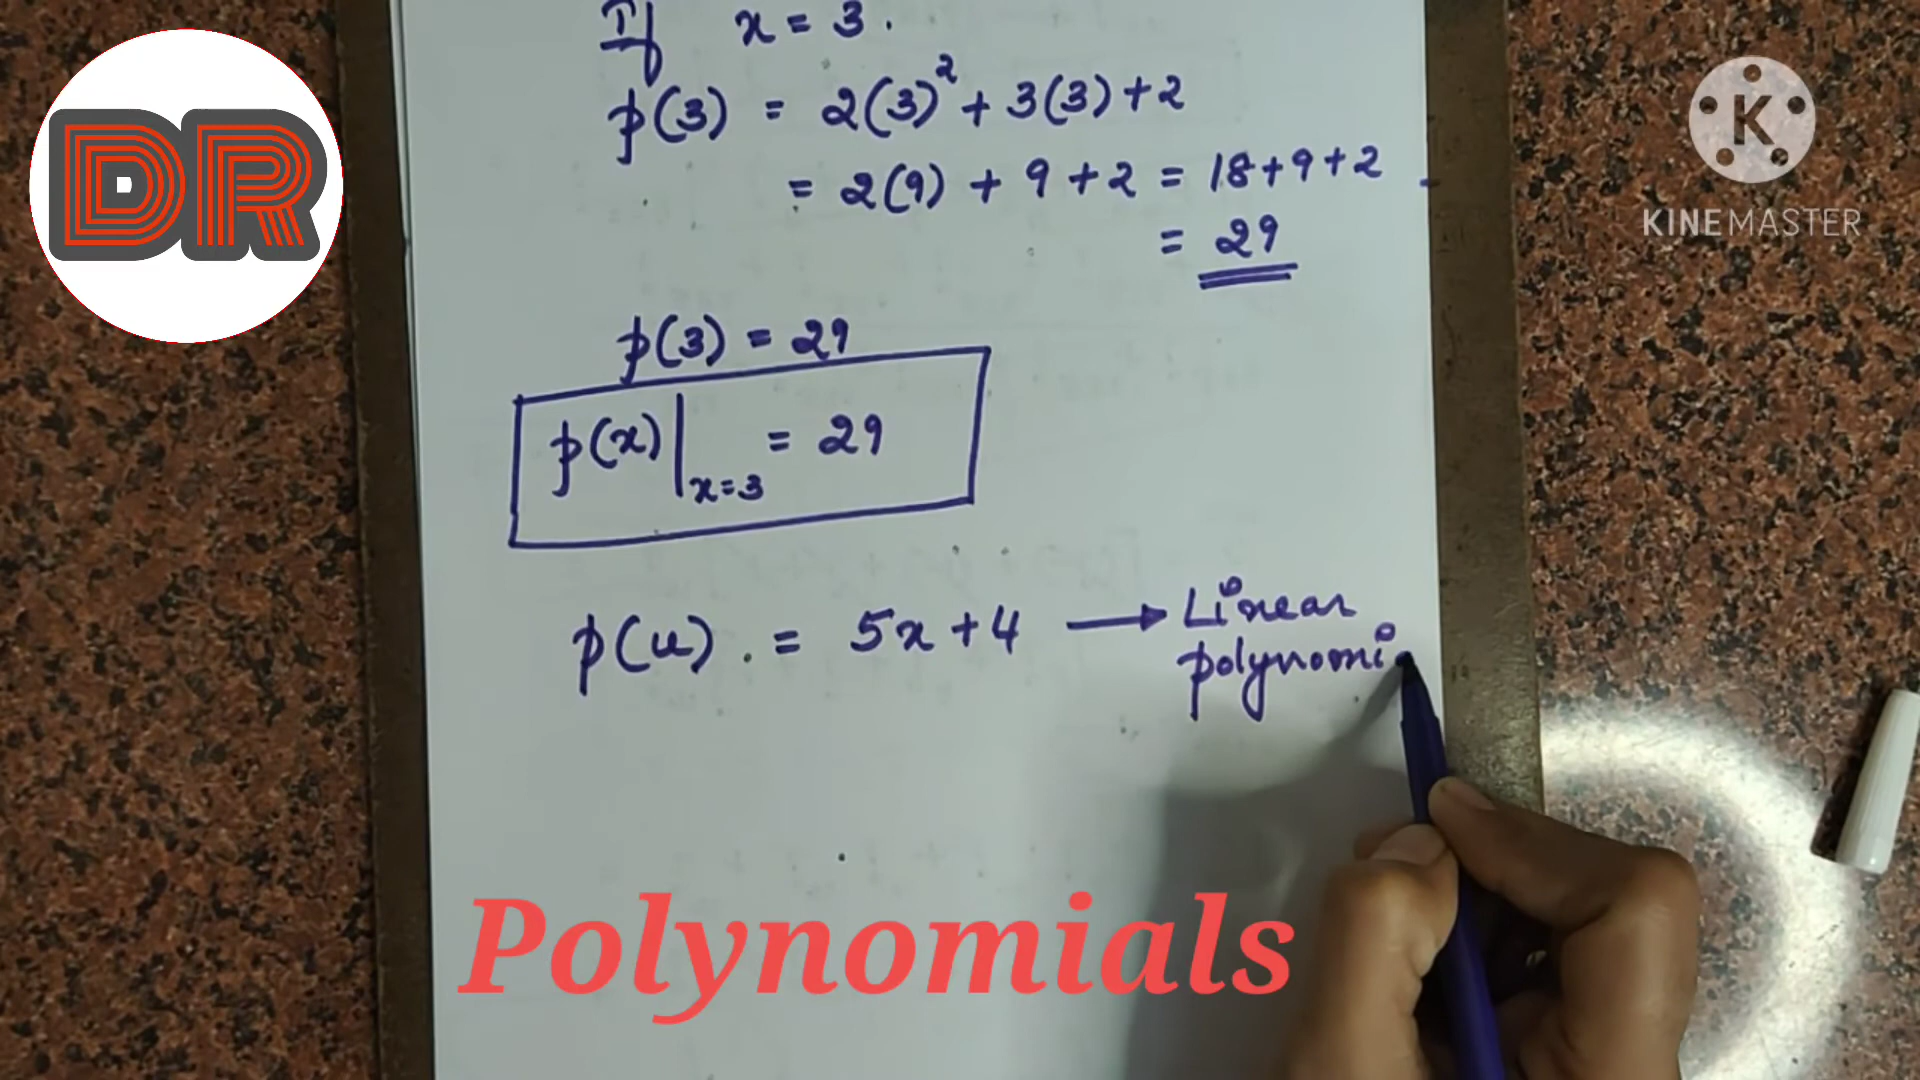 If x = 3.
p(3) = 2(3)² + 3(3) + 2
= 2(9) + 9 + 2 = 18 + 9 + 2
= 29
p(3) = 29
p(x)|x=3 = 29
p(u) = 5x + 4 → Linear
polynomi
Polynomials
DR
K
KINEMASTER